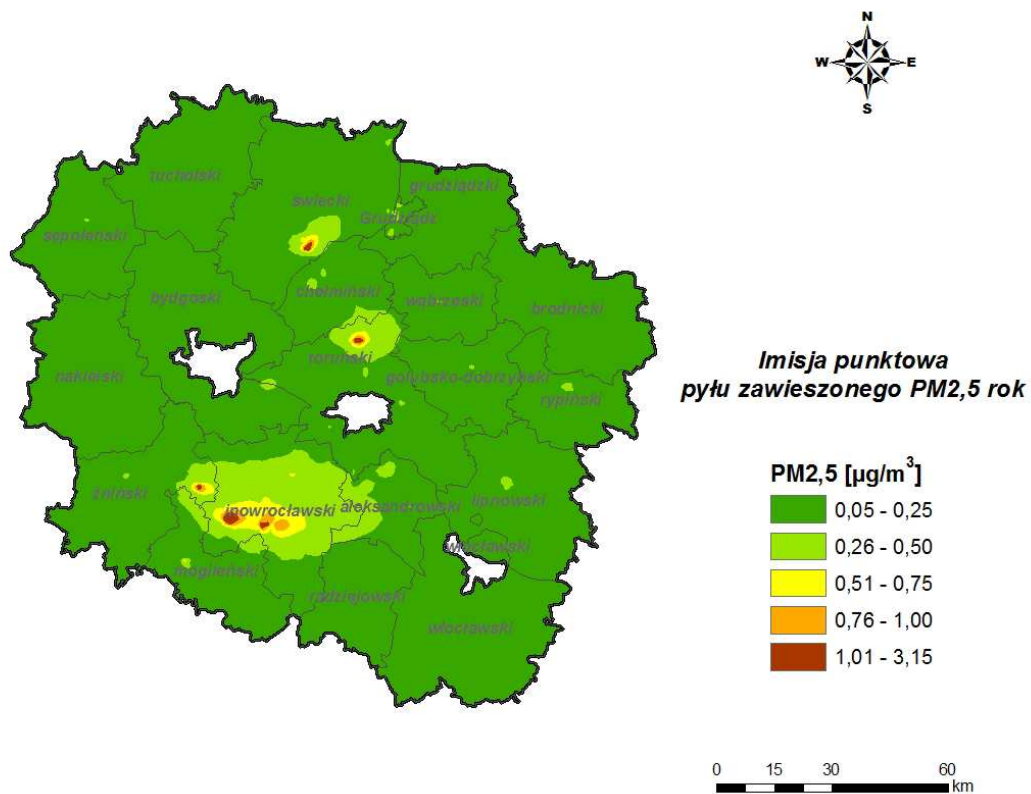 N
W E
S
tucholski
świecki
grudziądzki
Grudziądz
sępoleński
bydgoski
chełmiński
wąbrzeski
brodnicki
nakielski
toruński
golubsko-dobrzyński
rypiński
żniński
inowrocławski
aleksandrowski
lipnowski
włocławski
mogileński
radziejowski
włocławski
Imisja punktowa
pyłu zawieszonego PM2,5 rok
PM2,5 [µg/m³]
0,05 - 0,25
0,26 - 0,50
0,51 - 0,75
0,76 - 1,00
1,01 - 3,15
0 15 30 60
km